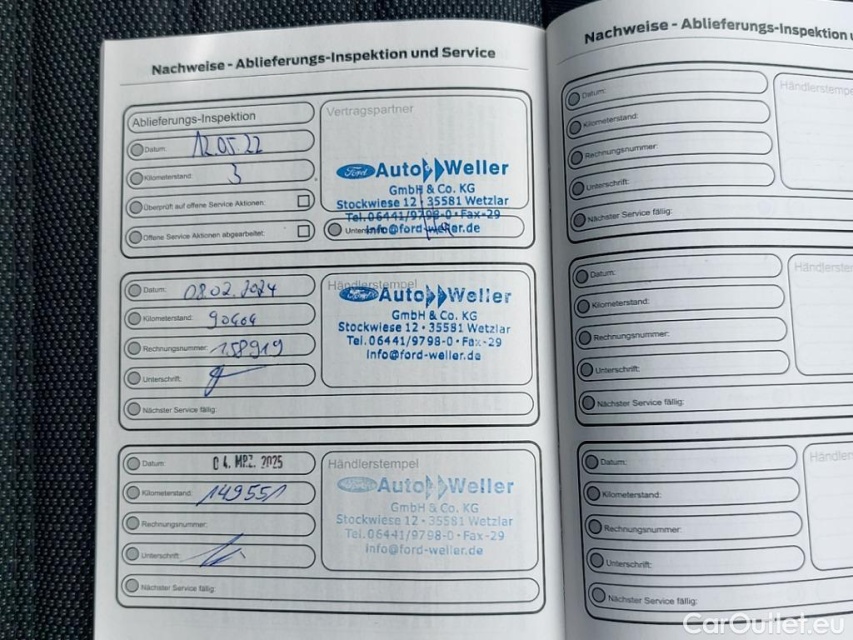 Nachweise - Ablieferungs-Inspektion und Service
Ablieferungs-Inspektion
Datum: 12.05.22
Kilometerstand: 3
Überprüft auf offene Service Aktionen:
Offene Service Aktionen abgearbeitet:
Vertragspartner
Ford Auto Weller
GmbH & Co. KG
Stockwiese 12 · 35581 Wetzlar
Tel. 06441/9798-0 · Fax -29
info@ford-weller.de
Datum: 08.02.2024
Kilometerstand: 90404
Rechnungsnummer: 158919
Unterschrift:
Nächster Service fällig:
Händlerstempel
Ford Auto Weller
GmbH & Co. KG
Stockwiese 12 · 35581 Wetzlar
Tel. 06441/9798-0 · Fax -29
info@ford-weller.de
Datum: 04. MRZ. 2025
Kilometerstand: 149551
Rechnungsnummer:
Unterschrift:
Nächster Service fällig:
Händlerstempel
Ford Auto Weller
GmbH & Co. KG
Stockwiese 12 · 35581 Wetzlar
Tel. 06441/9798-0 · Fax -29
info@ford-weller.de
Nachweise - Ablieferungs-Inspektion
Datum:
Kilometerstand:
Rechnungsnummer:
Unterschrift:
Nächster Service fällig:
Datum:
Kilometerstand:
Rechnungsnummer:
Unterschrift:
Nächster Service fällig:
Datum:
Kilometerstand:
Rechnungsnummer:
Unterschrift:
Nächster Service fällig:
CarOutlet.eu